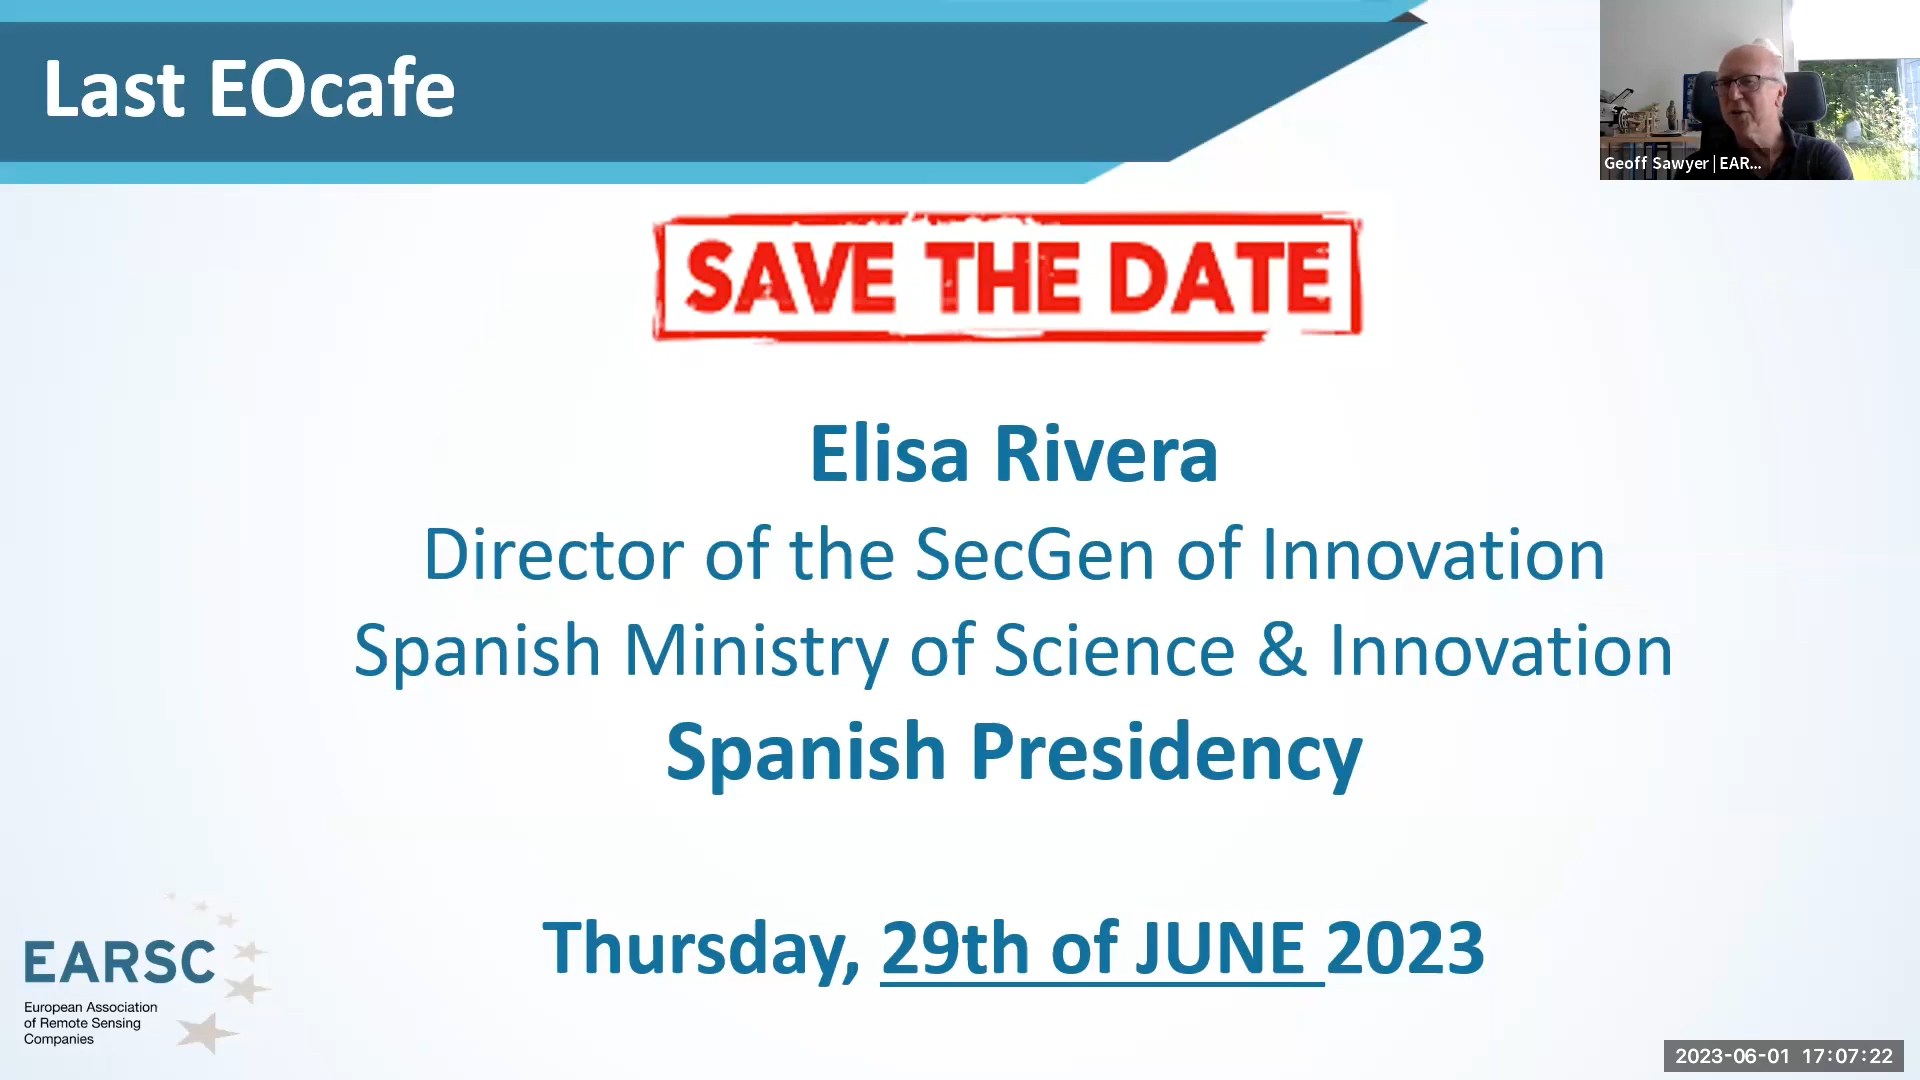 Last EOcafe
Geoff Sawyer | EAR...
SAVE THE DATE
Elisa Rivera
Director of the SecGen of Innovation
Spanish Ministry of Science & Innovation
Spanish Presidency
Thursday, 29th of JUNE 2023
EARSC
European Association
of Remote Sensing
Companies
2023-06-01 17:07:22